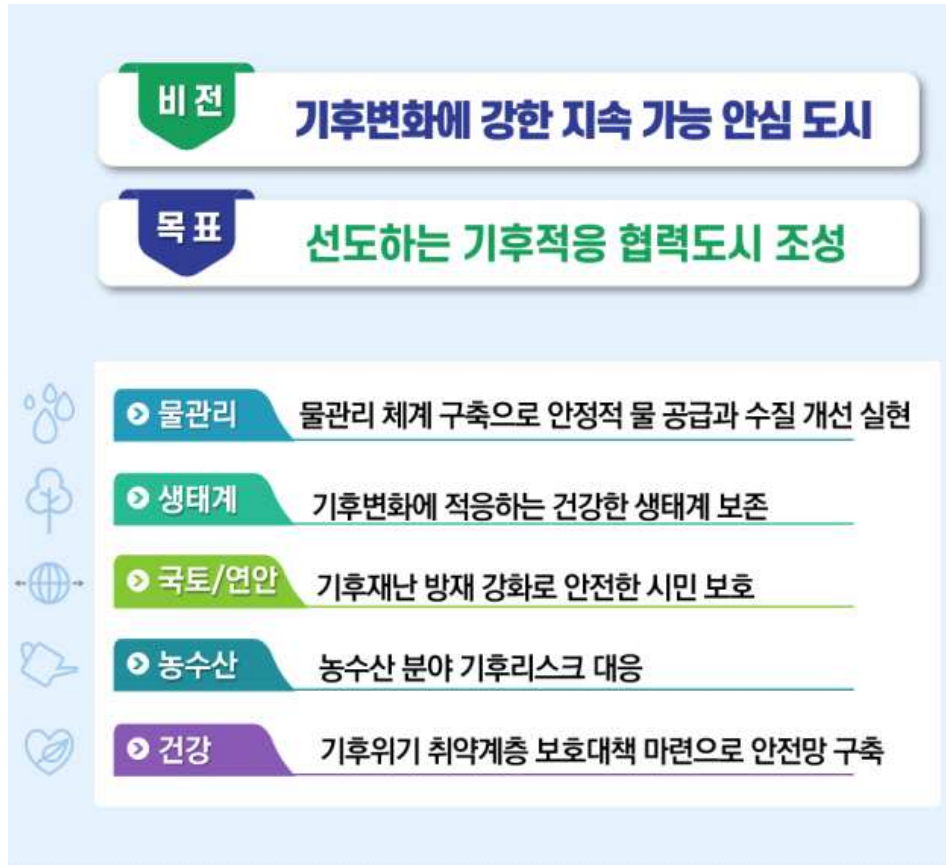 비 전
기후변화에 강한 지속 가능 안심 도시
목 표
선도하는 기후적응 협력도시 조성
물관리 물관리 체계 구축으로 안정적 물 공급과 수질 개선 실현
생태계 기후변화에 적응하는 건강한 생태계 보존
국토/연안 기후재난 방재 강화로 안전한 시민 보호
농수산 농수산 분야 기후리스크 대응
건강 기후위기 취약계층 보호대책 마련으로 안전망 구축